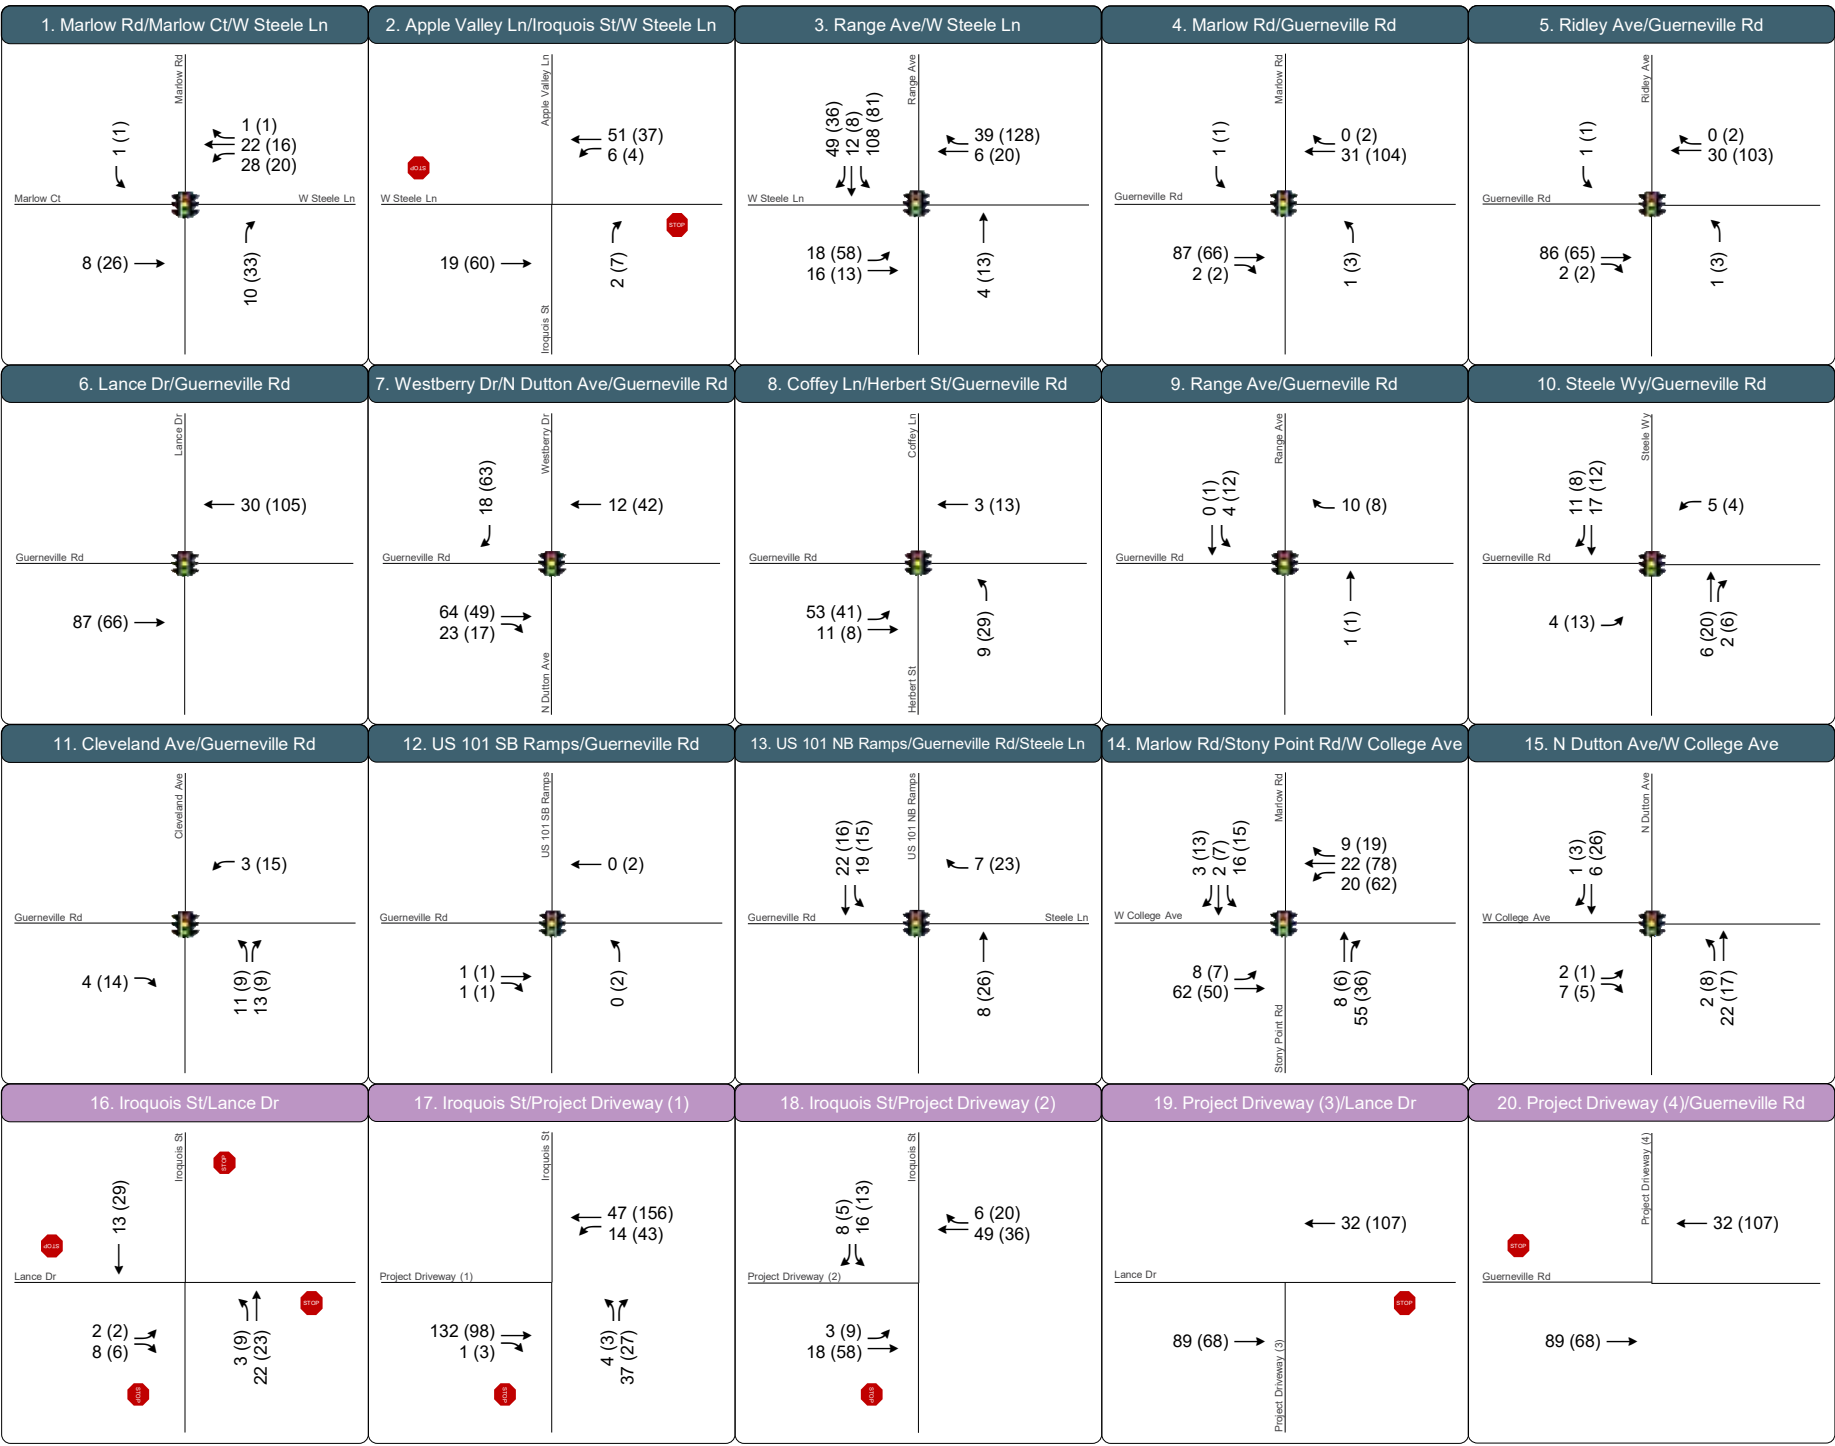 1. Marlow Rd/Marlow Ct/W Steele Ln
Marlow Rd
1 (1)
1 (1)
22 (16)
28 (20)
Marlow Ct
W Steele Ln
8 (26)
10 (33)
2. Apple Valley Ln/Iroquois St/W Steele Ln
Apple Valley Ln
51 (37)
6 (4)
STOP
W Steele Ln
STOP
19 (60)
2 (7)
Iroquois St
3. Range Ave/W Steele Ln
Range Ave
49 (36)
12 (8)
108 (81)
39 (128)
6 (20)
W Steele Ln
18 (58)
16 (13)
4 (13)
4. Marlow Rd/Guerneville Rd
Marlow Rd
1 (1)
0 (2)
31 (104)
Guerneville Rd
87 (66)
2 (2)
1 (3)
5. Ridley Ave/Guerneville Rd
Ridley Ave
1 (1)
0 (2)
30 (103)
Guerneville Rd
86 (65)
2 (2)
1 (3)
6. Lance Dr/Guerneville Rd
Lance Dr
30 (105)
Guerneville Rd
87 (66)
7. Westberry Dr/N Dutton Ave/Guerneville Rd
Westberry Dr
18 (63)
12 (42)
Guerneville Rd
64 (49)
23 (17)
N Dutton Ave
8. Coffey Ln/Herbert St/Guerneville Rd
Coffey Ln
3 (13)
Guerneville Rd
53 (41)
11 (8)
9 (29)
Herbert St
9. Range Ave/Guerneville Rd
Range Ave
0 (1)
4 (12)
10 (8)
Guerneville Rd
1 (1)
10. Steele Wy/Guerneville Rd
Steele Wy
11 (8)
17 (12)
5 (4)
Guerneville Rd
4 (13)
6 (20)
2 (6)
11. Cleveland Ave/Guerneville Rd
Cleveland Ave
3 (15)
Guerneville Rd
4 (14)
11 (9)
13 (9)
12. US 101 SB Ramps/Guerneville Rd
US 101 SB Ramps
0 (2)
Guerneville Rd
1 (1)
1 (1)
0 (2)
13. US 101 NB Ramps/Guerneville Rd/Steele Ln
US 101 NB Ramps
22 (16)
19 (15)
7 (23)
Guerneville Rd
Steele Ln
8 (26)
14. Marlow Rd/Stony Point Rd/W College Ave
Marlow Rd
3 (13)
2 (7)
16 (15)
9 (19)
22 (78)
20 (62)
W College Ave
8 (7)
62 (50)
8 (6)
55 (36)
Stony Point Rd
15. N Dutton Ave/W College Ave
N Dutton Ave
1 (3)
6 (26)
W College Ave
2 (1)
7 (5)
2 (8)
22 (17)
16. Iroquois St/Lance Dr
Iroquois St
STOP
13 (29)
STOP
Lance Dr
STOP
2 (2)
8 (6)
3 (9)
22 (23)
STOP
17. Iroquois St/Project Driveway (1)
Iroquois St
47 (156)
14 (43)
Project Driveway (1)
132 (98)
1 (3)
4 (3)
37 (27)
STOP
18. Iroquois St/Project Driveway (2)
Iroquois St
8 (5)
16 (13)
6 (20)
49 (36)
Project Driveway (2)
3 (9)
18 (58)
STOP
19. Project Driveway (3)/Lance Dr
32 (107)
Lance Dr
STOP
89 (68)
Project Driveway (3)
20. Project Driveway (4)/Guerneville Rd
Project Driveway (4)
32 (107)
STOP
Guerneville Rd
89 (68)